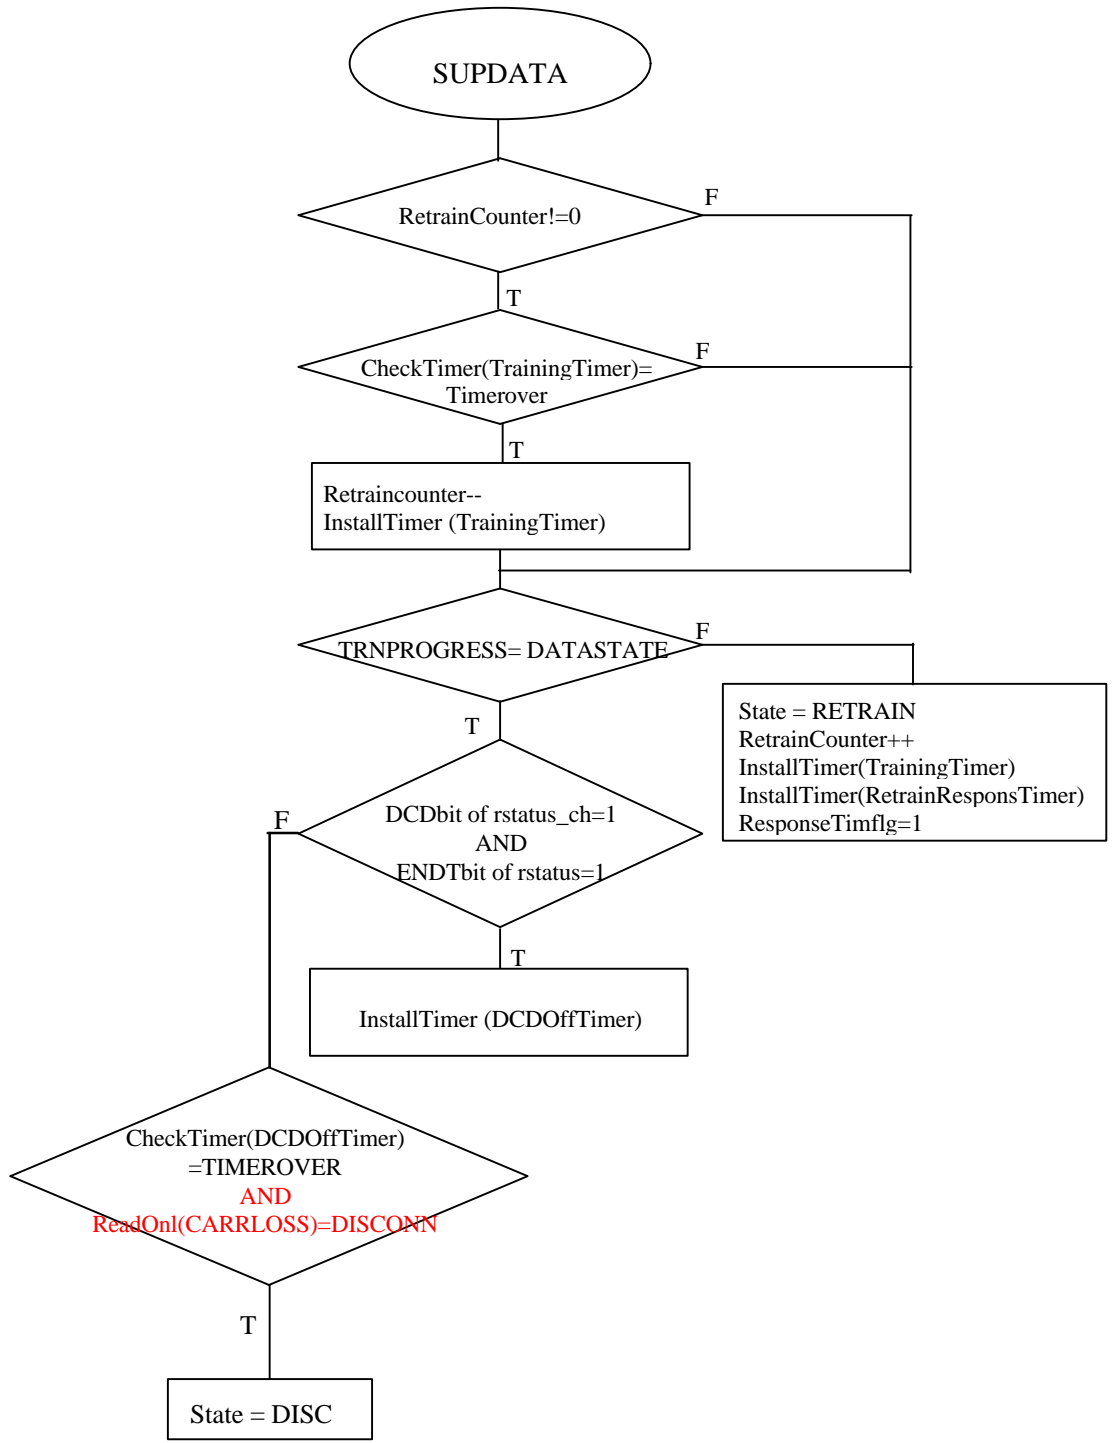 SUPDATA
RetrainCounter!=0
F
T
CheckTimer(TrainingTimer)=
Timerover
F
T
Retraincounter--
InstallTimer (TrainingTimer)
TRNPROGRESS= DATASTATE
F
T
State = RETRAIN
RetrainCounter++
InstallTimer(TrainingTimer)
InstallTimer(RetrainResponsTimer)
ResponseTimflg=1
DCDbit of rstatus_ch=1
AND
ENDTbit of rstatus=1
F
T
InstallTimer (DCDOffTimer)
CheckTimer(DCDOffTimer)
=TIMEROVER
AND
ReadOnl(CARRLOSS)=DISCONN
T
State = DISC